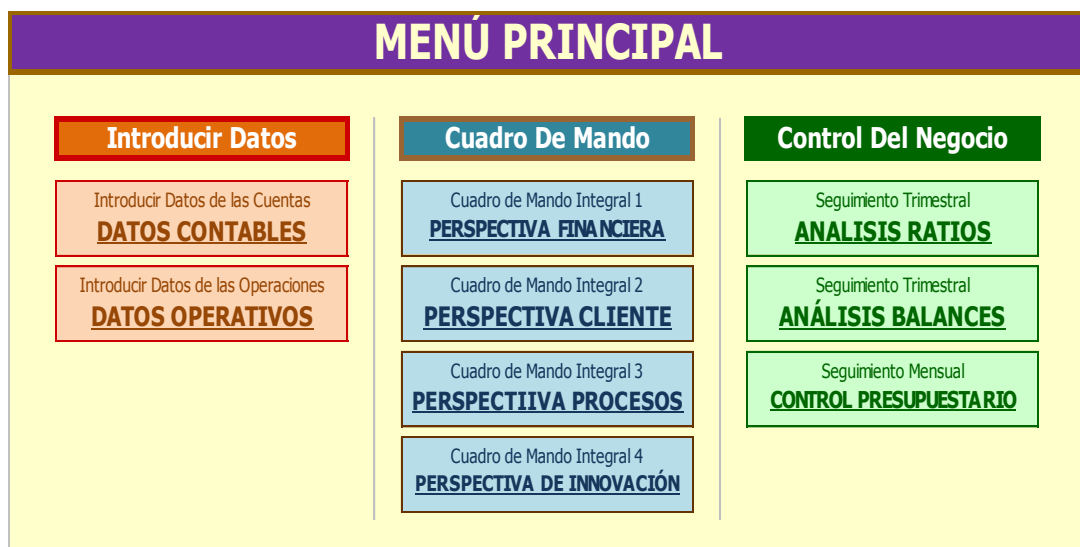 MENÚ PRINCIPAL
Introducir Datos
Introducir Datos de las Cuentas
DATOS CONTABLES
Introducir Datos de las Operaciones
DATOS OPERATIVOS
Cuadro De Mando
Cuadro de Mando Integral 1
PERSPECTIVA FINANCIERA
Cuadro de Mando Integral 2
PERSPECTIVA CLIENTE
Cuadro de Mando Integral 3
PERSPECTIIVA PROCESOS
Cuadro de Mando Integral 4
PERSPECTIVA DE INNOVACIÓN
Control Del Negocio
Seguimiento Trimestral
ANALISIS RATIOS
Seguimiento Trimestral
ANÁLISIS BALANCES
Seguimiento Mensual
CONTROL PRESUPUESTARIO